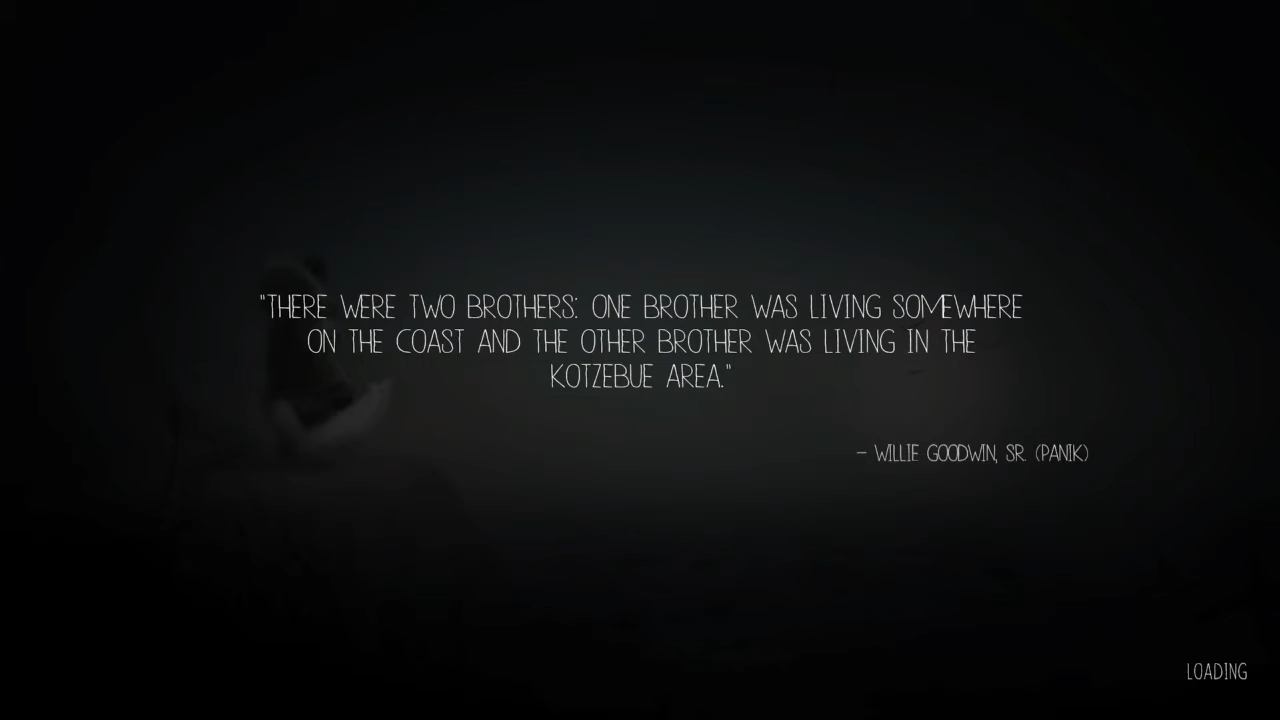 "THERE WERE TWO BROTHERS: ONE BROTHER WAS LIVING SOMEWHERE
ON THE COAST AND THE OTHER BROTHER WAS LIVING IN THE
KOTZEBUE AREA."
– WILLIE GOODWIN, SR. (PANIK)
LOADING